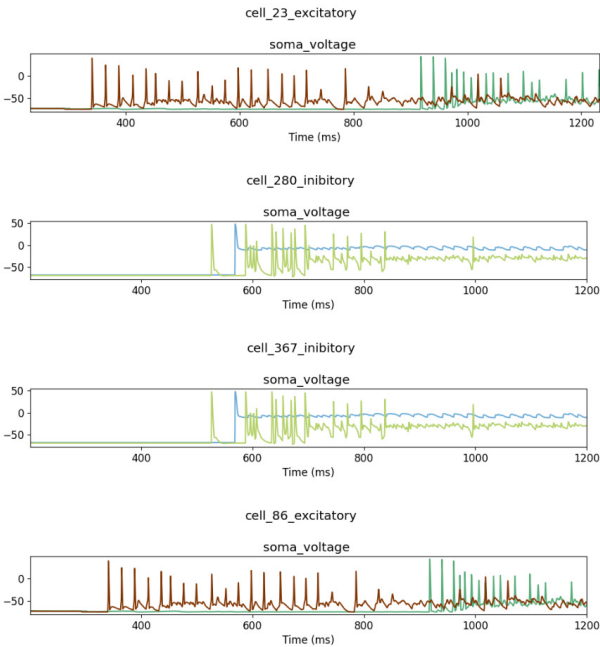 cell_23_excitatory
soma_voltage
0
−50
400 600 800 1000 1200
Time (ms)
cell_280_inibitory
soma_voltage
50
0
−50
400 600 800 1000 1200
Time (ms)
cell_367_inibitory
soma_voltage
50
0
−50
400 600 800 1000 1200
Time (ms)
cell_86_excitatory
soma_voltage
0
−50
400 600 800 1000 1200
Time (ms)